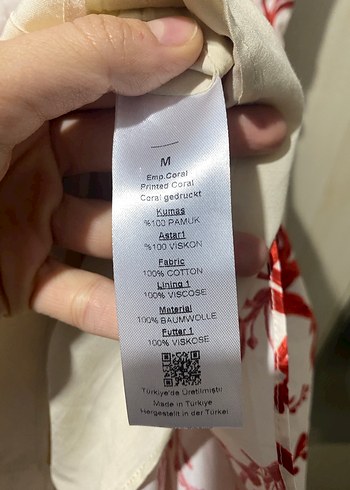 M
Emp.Coral
Printed Coral
Coral gedruckt
Kumas
%100 PAMUK
Astar1
%100 VISKON
Fabric
100% COTTON
Lining 1
100% VISCOSE
Material
100% BAUMWOLLE
Futter 1
100% VISKOSE
Türkiye'de Üretilmiştir
Made in Türkiye
Hergestellt in der Türkei